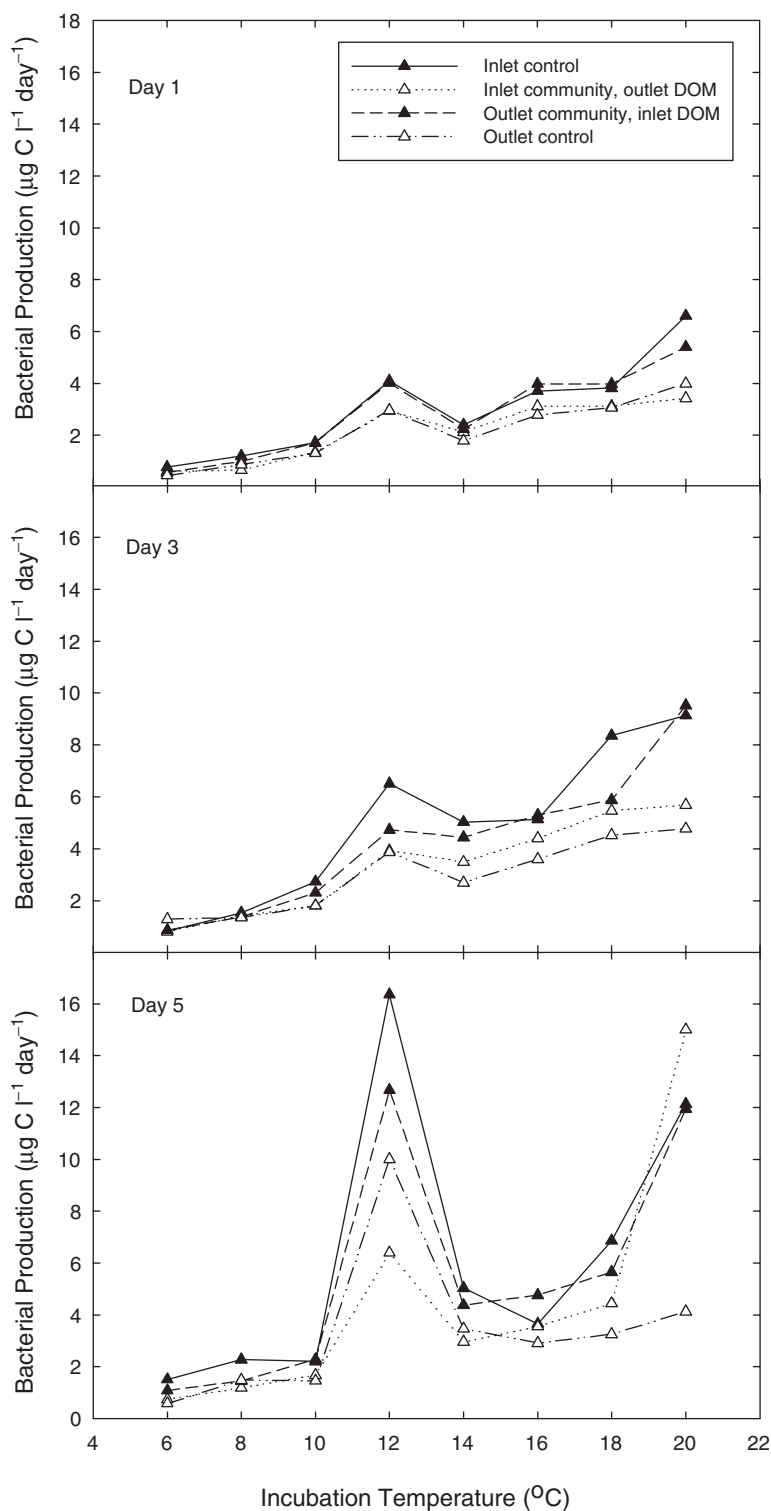 18
16
14
12
10
8
6
4
2
Bacterial Production (µg C l⁻¹ day⁻¹)
Day 1
Inlet control
Inlet community, outlet DOM
Outlet community, inlet DOM
Outlet control
16
14
12
10
8
6
4
2
Bacterial Production (µg C l⁻¹ day⁻¹)
Day 3
16
14
12
10
8
6
4
2
0
Bacterial Production (µg C l⁻¹ day⁻¹)
Day 5
4 6 8 10 12 14 16 18 20 22
Incubation Temperature (°C)